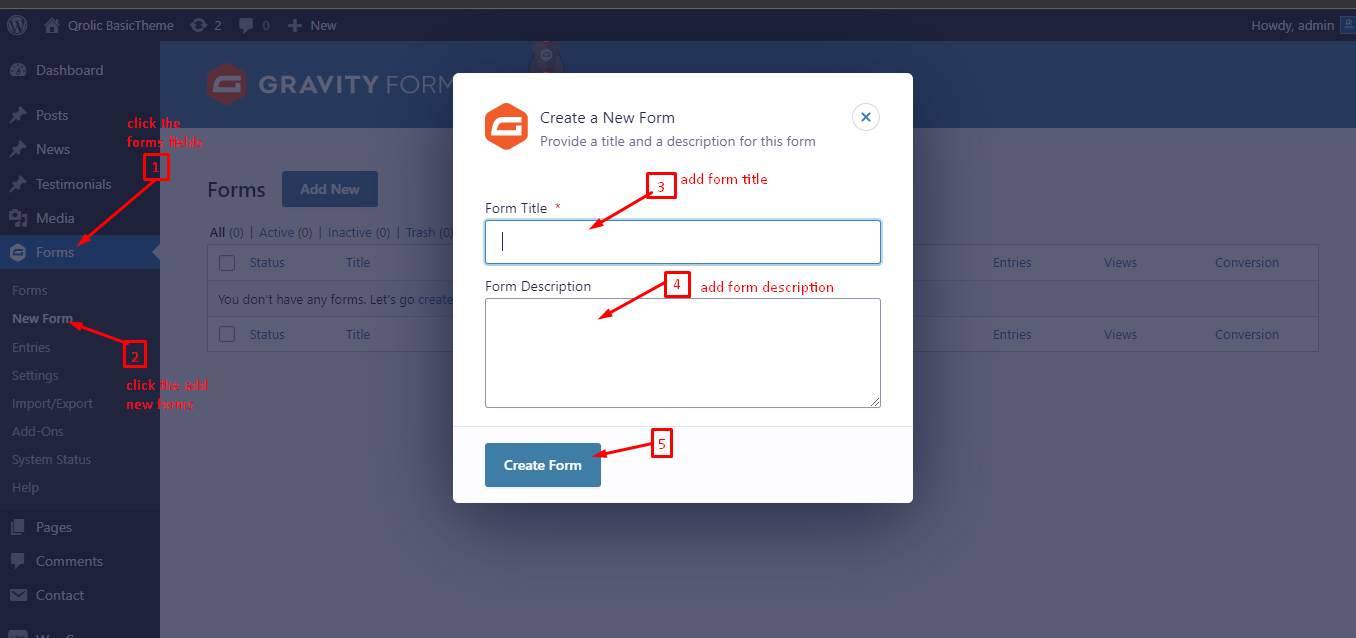 Qrolic BasicTheme
2
0
New
Howdy, admin
Dashboard
Posts
News
Testimonials
Media
Forms
Forms
New Form
Entries
Settings
Import/Export
Add-Ons
System Status
Help
Pages
Comments
Contact
click the
forms fields
1
2
click the add
new forms
GRAVITY FORM
Forms
Add New
All (0) | Active (0) | Inactive (0) | Trash (0)
Status Title Entries Views Conversion
You don't have any forms. Let's go create
Status Title Entries Views Conversion
Create a New Form
Provide a title and a description for this form
3
add form title
Form Title *
4
add form description
Form Description
5
Create Form